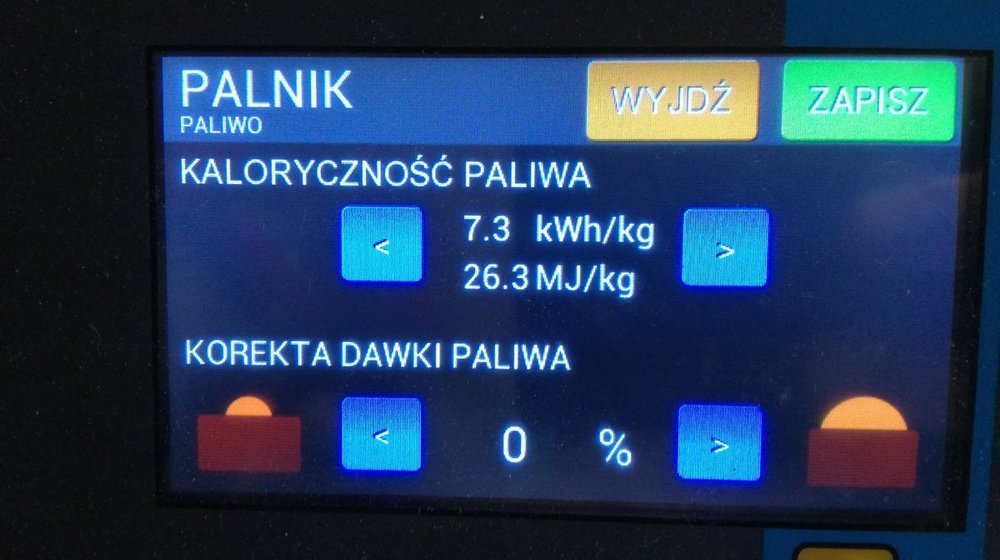 PALNIK
PALIWO
WYJDŹ
ZAPISZ
KALORYCZNOŚĆ PALIWA
< 7.3 kWh/kg >
26.3 MJ/kg
KOREKTA DAWKI PALIWA
< 0 % >